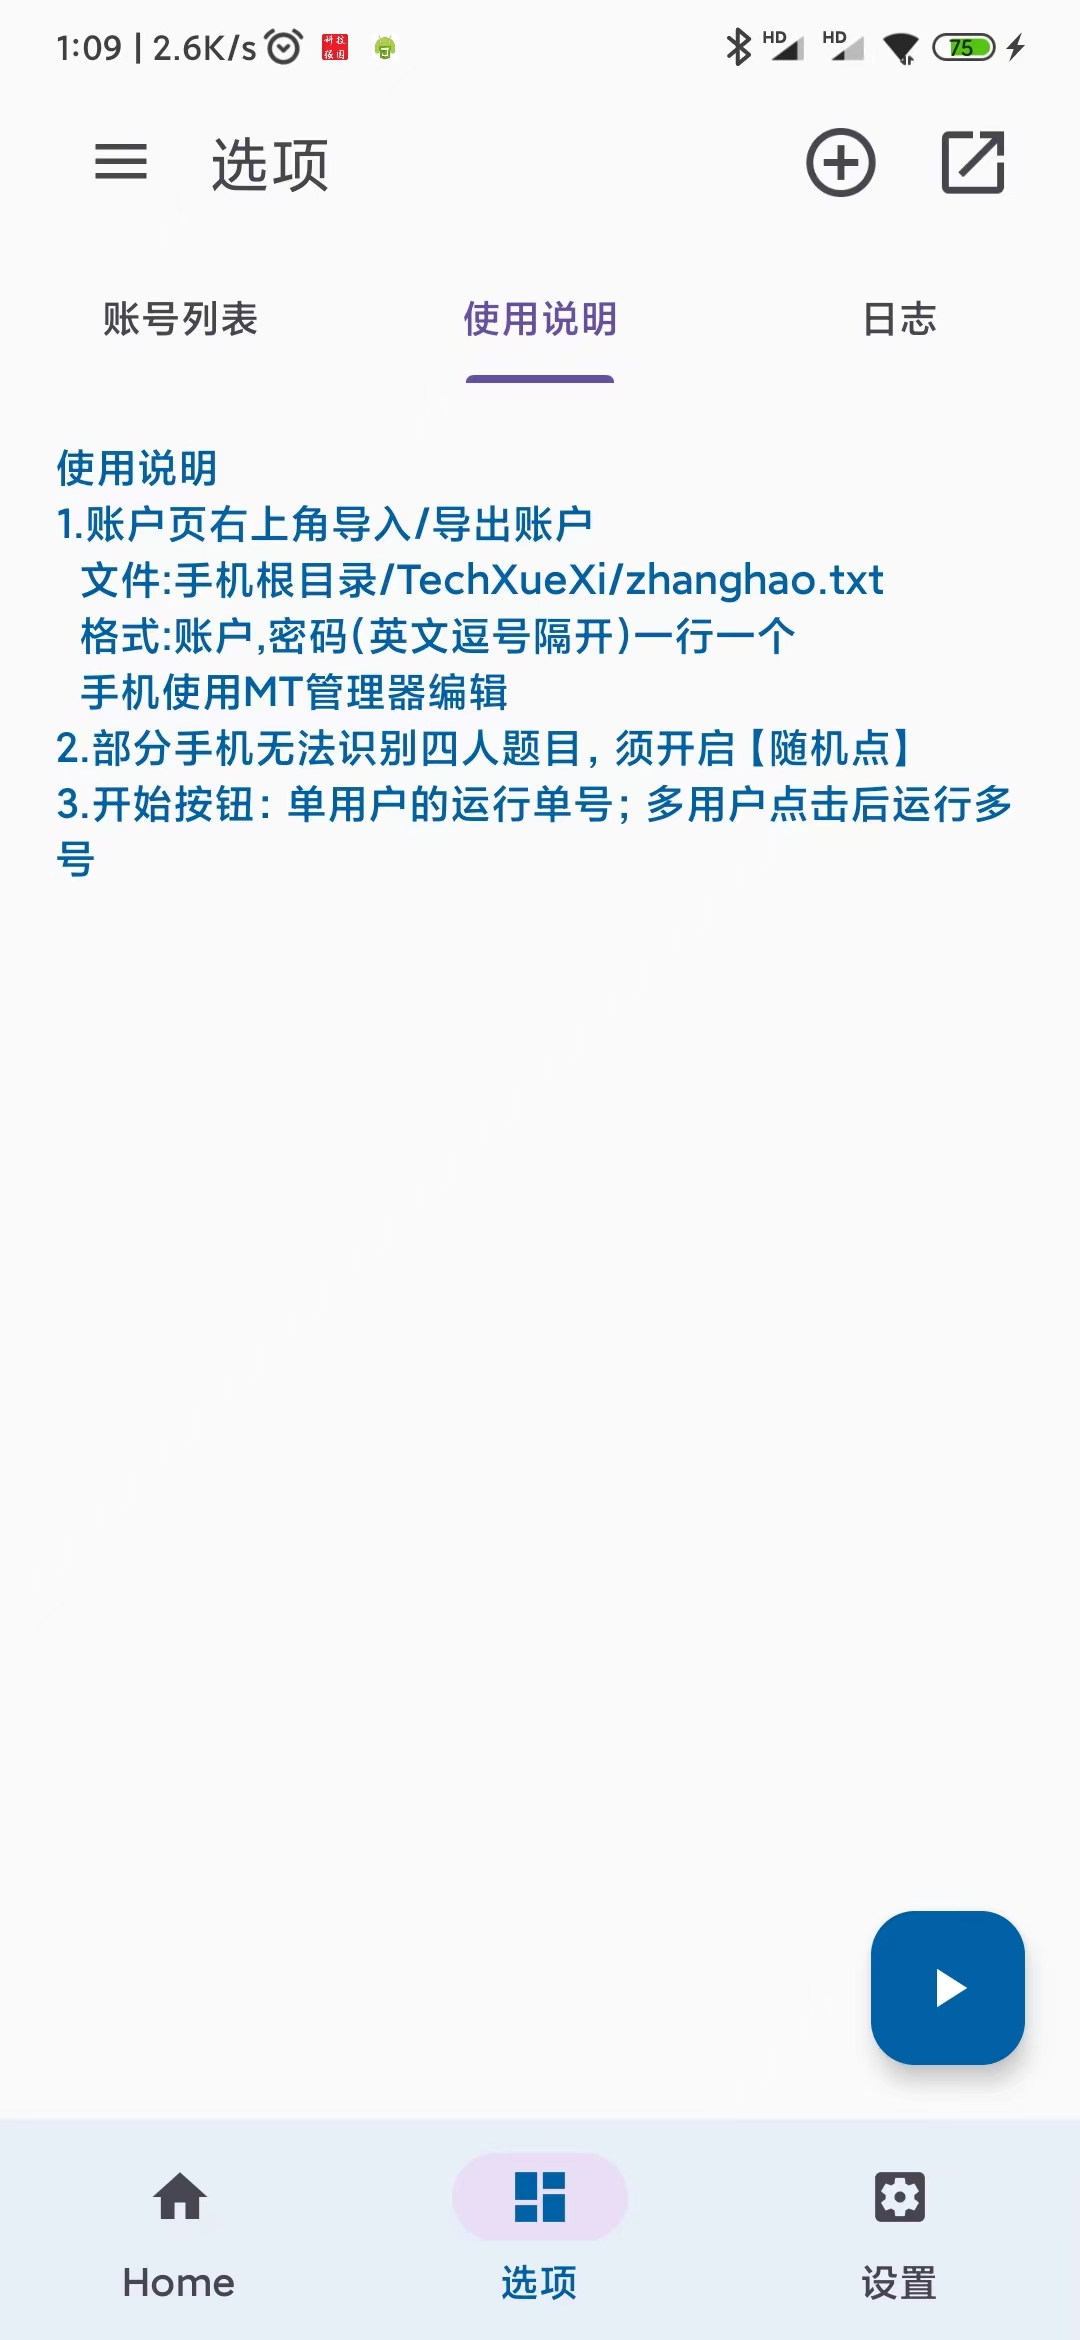 1:09 | 2.6K/s
科技
强国
HD
HD
75
选项
账号列表
使用说明
日志
使用说明
1.账户页右上角导入/导出账户
文件:手机根目录/TechXueXi/zhanghao.txt
格式:账户,密码(英文逗号隔开)一行一个
手机使用MT管理器编辑
2.部分手机无法识别四人题目，须开启【随机点】
3.开始按钮：单用户的运行单号；多用户点击后运行多
号
Home
选项
设置